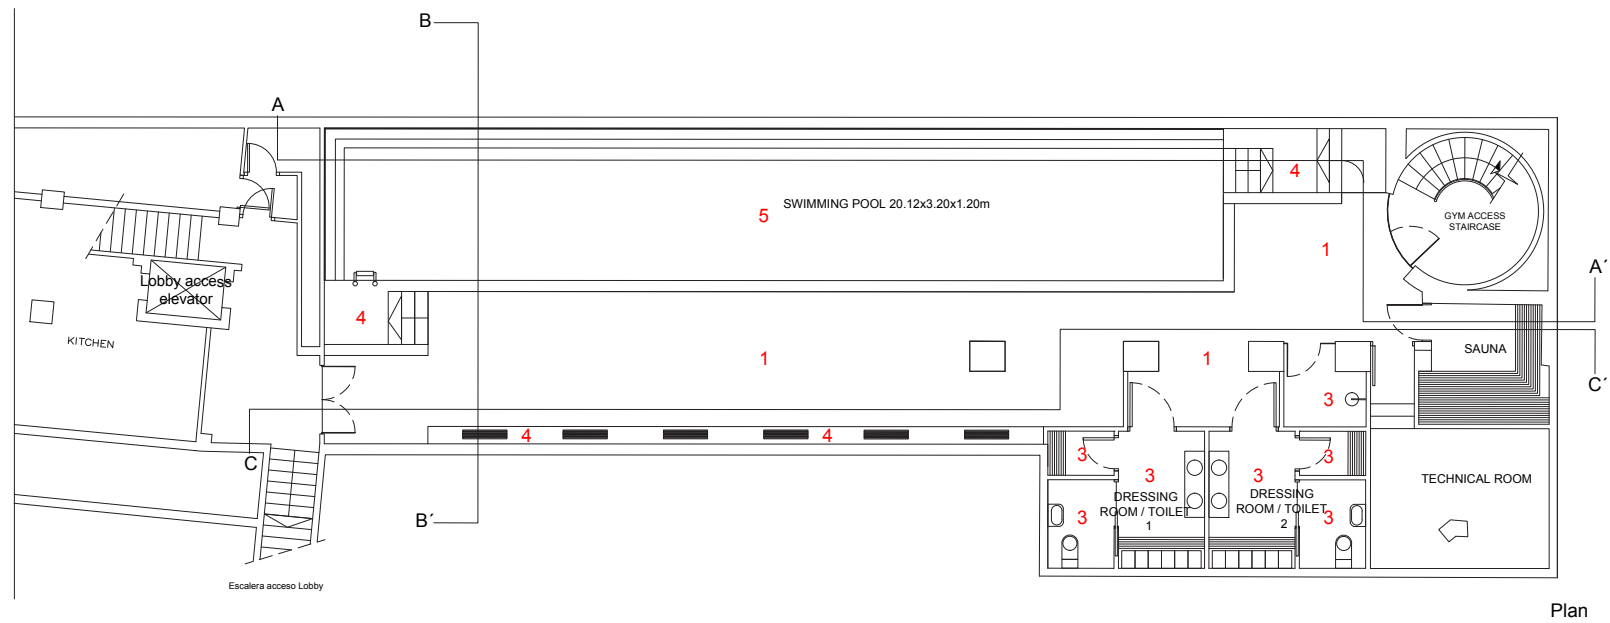 B
A
4
SWIMMING POOL 20.12x3.20x1.20m
5
GYM ACCESS
STAIRCASE
1
A´
Lobby access
elevator
4
KITCHEN
1
1
SAUNA
C´
3
4
4
C
3
3
3
3
TECHNICAL ROOM
DRESSING
ROOM / TOILET
1
DRESSING
ROOM / TOILET
2
3
3
B´
Escalera acceso Lobby
Plan